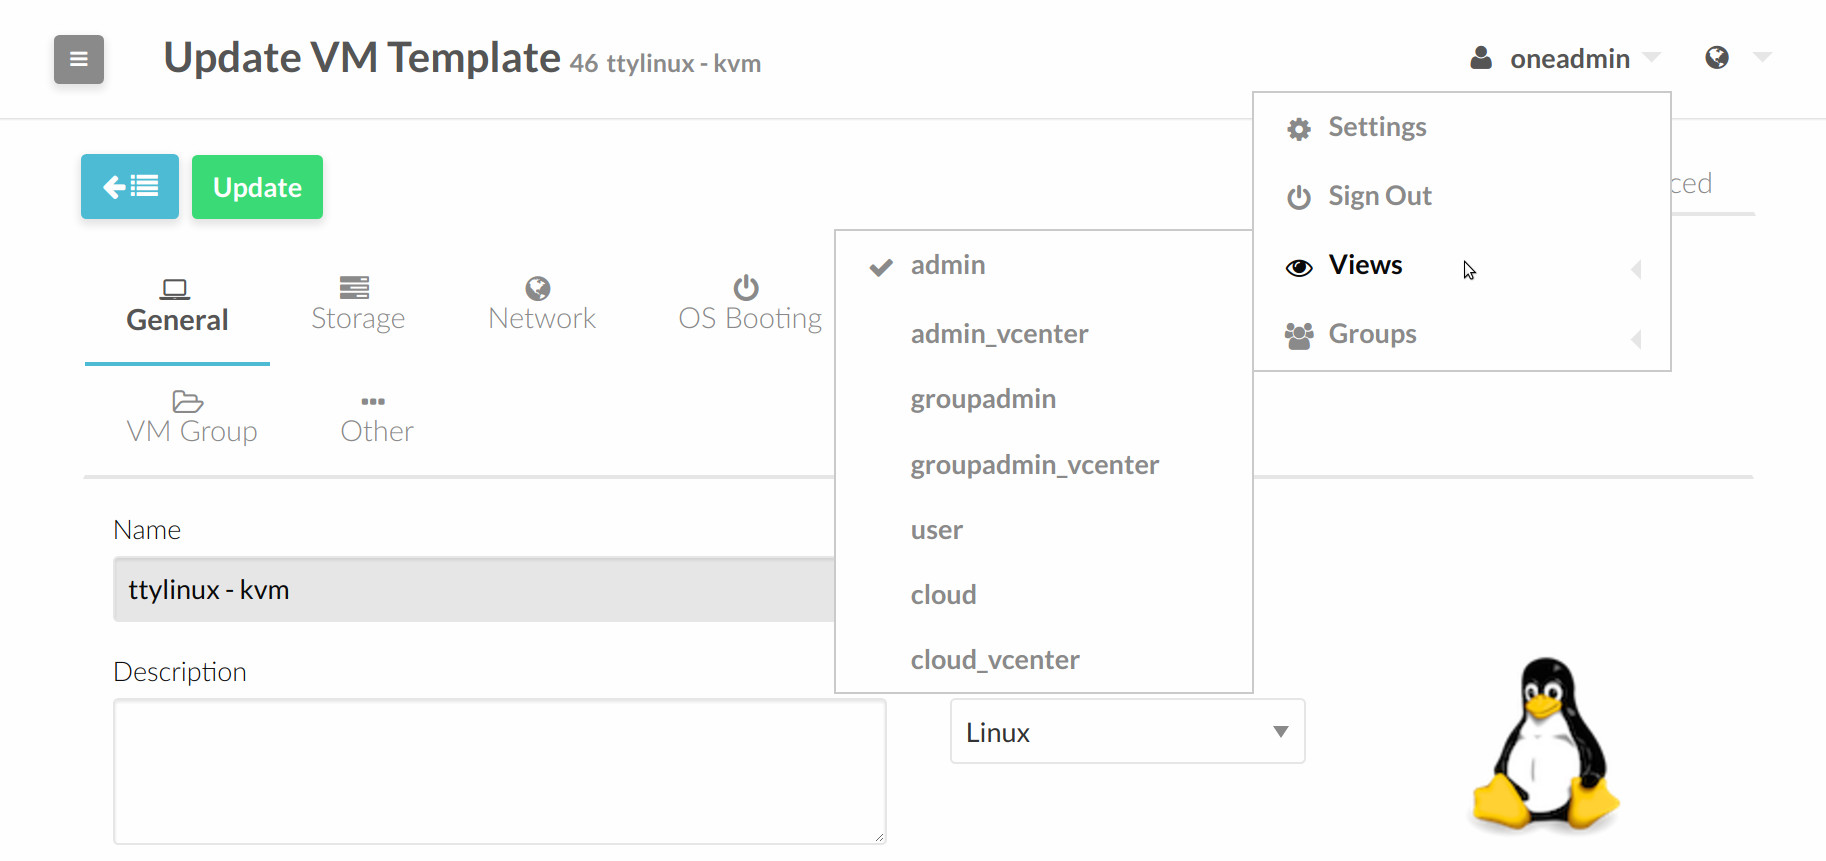 Update VM Template 46 ttylinux - kvm
oneadmin
Settings
Sign Out
Views
Groups
Update
ced
admin
admin_vcenter
groupadmin
groupadmin_vcenter
user
cloud
cloud_vcenter
General
Storage
Network
OS Booting
VM Group
Other
Name
ttylinux - kvm
Description
Linux